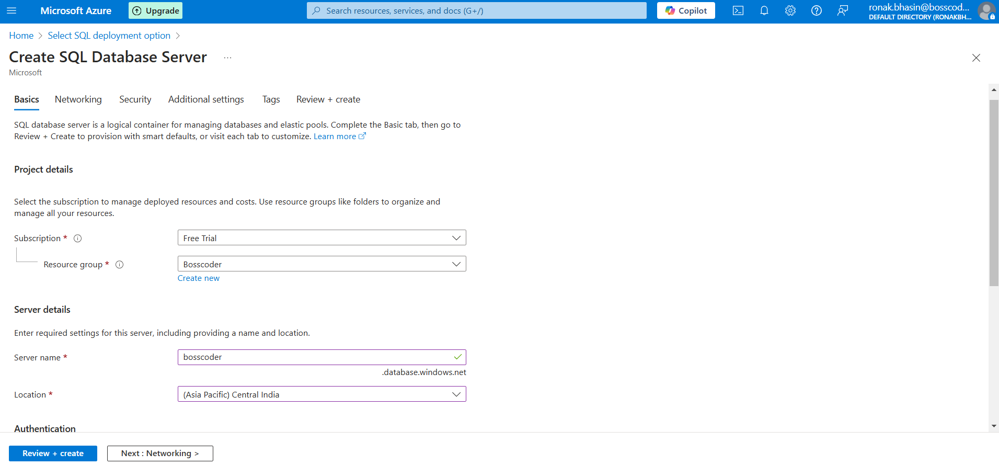 Microsoft Azure
Upgrade
Search resources, services, and docs (G+/)
Copilot
ronak.bhasin@bosscod...
DEFAULT DIRECTORY (RONAKBH...
Home > Select SQL deployment option >
Create SQL Database Server ...
Microsoft
Basics Networking Security Additional settings Tags Review + create
SQL database server is a logical container for managing databases and elastic pools. Complete the Basic tab, then go to
Review + Create to provision with smart defaults, or visit each tab to customize. Learn more
Project details
Select the subscription to manage deployed resources and costs. Use resource groups like folders to organize and
manage all your resources.
Subscription * Free Trial
Resource group * Bosscoder
Create new
Server details
Enter required settings for this server, including providing a name and location.
Server name * bosscoder
.database.windows.net
Location * (Asia Pacific) Central India
Authentication
Review + create Next : Networking >